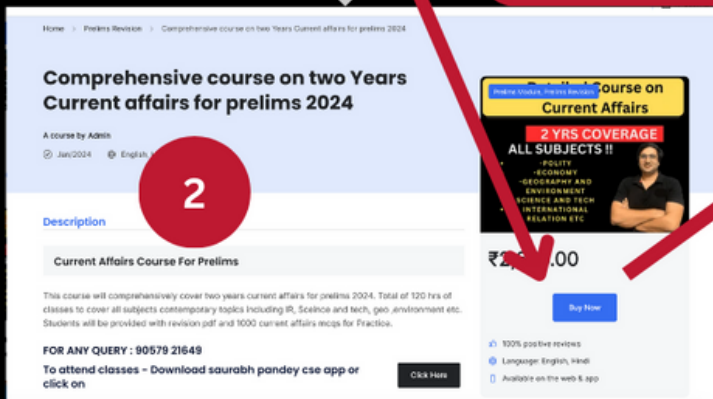 Home > Prelims Revision > Comprehensive course on two Years Current affairs for prelims 2024
Comprehensive course on two Years
Current affairs for prelims 2024
A course by Admin
Jan/2024 English,
2
Description
Current Affairs Course For Prelims
This course will comprehensively cover two years current affairs for prelims 2024. Total of 120 hrs of
classes to cover all subjects contemporary topics including IR, Sceince and tech, geo ,environment etc.
Students will be provided with revision pdf and 1000 current affairs mcqs for Practice.
FOR ANY QUERY : 90579 21649
To attend classes - Download saurabh pandey cse app or
click on
Click Here
Prelims Module, Prelims Revision
Course on
Current Affairs
2 YRS COVERAGE
ALL SUBJECTS !!
-POLITY
-ECONOMY
-GEOGRAPHY AND
ENVIRONMENT
SCIENCE AND TECH
INTERNATIONAL
RELATION ETC
.00
Buy Now
100% positive reviews
Language: English, Hindi
Available on the web & app